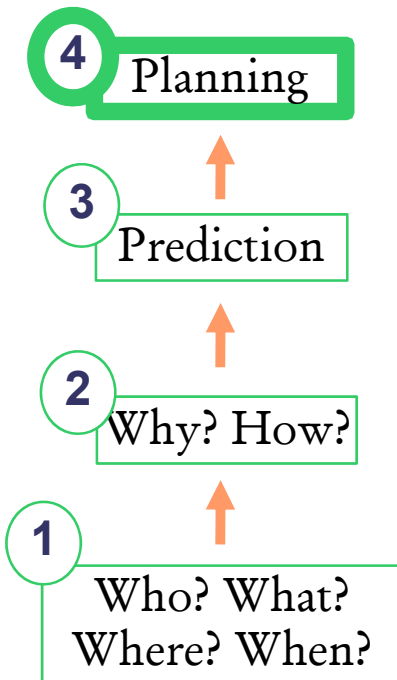 4
Planning
3
Prediction
2
Why? How?
1
Who? What?
Where? When?